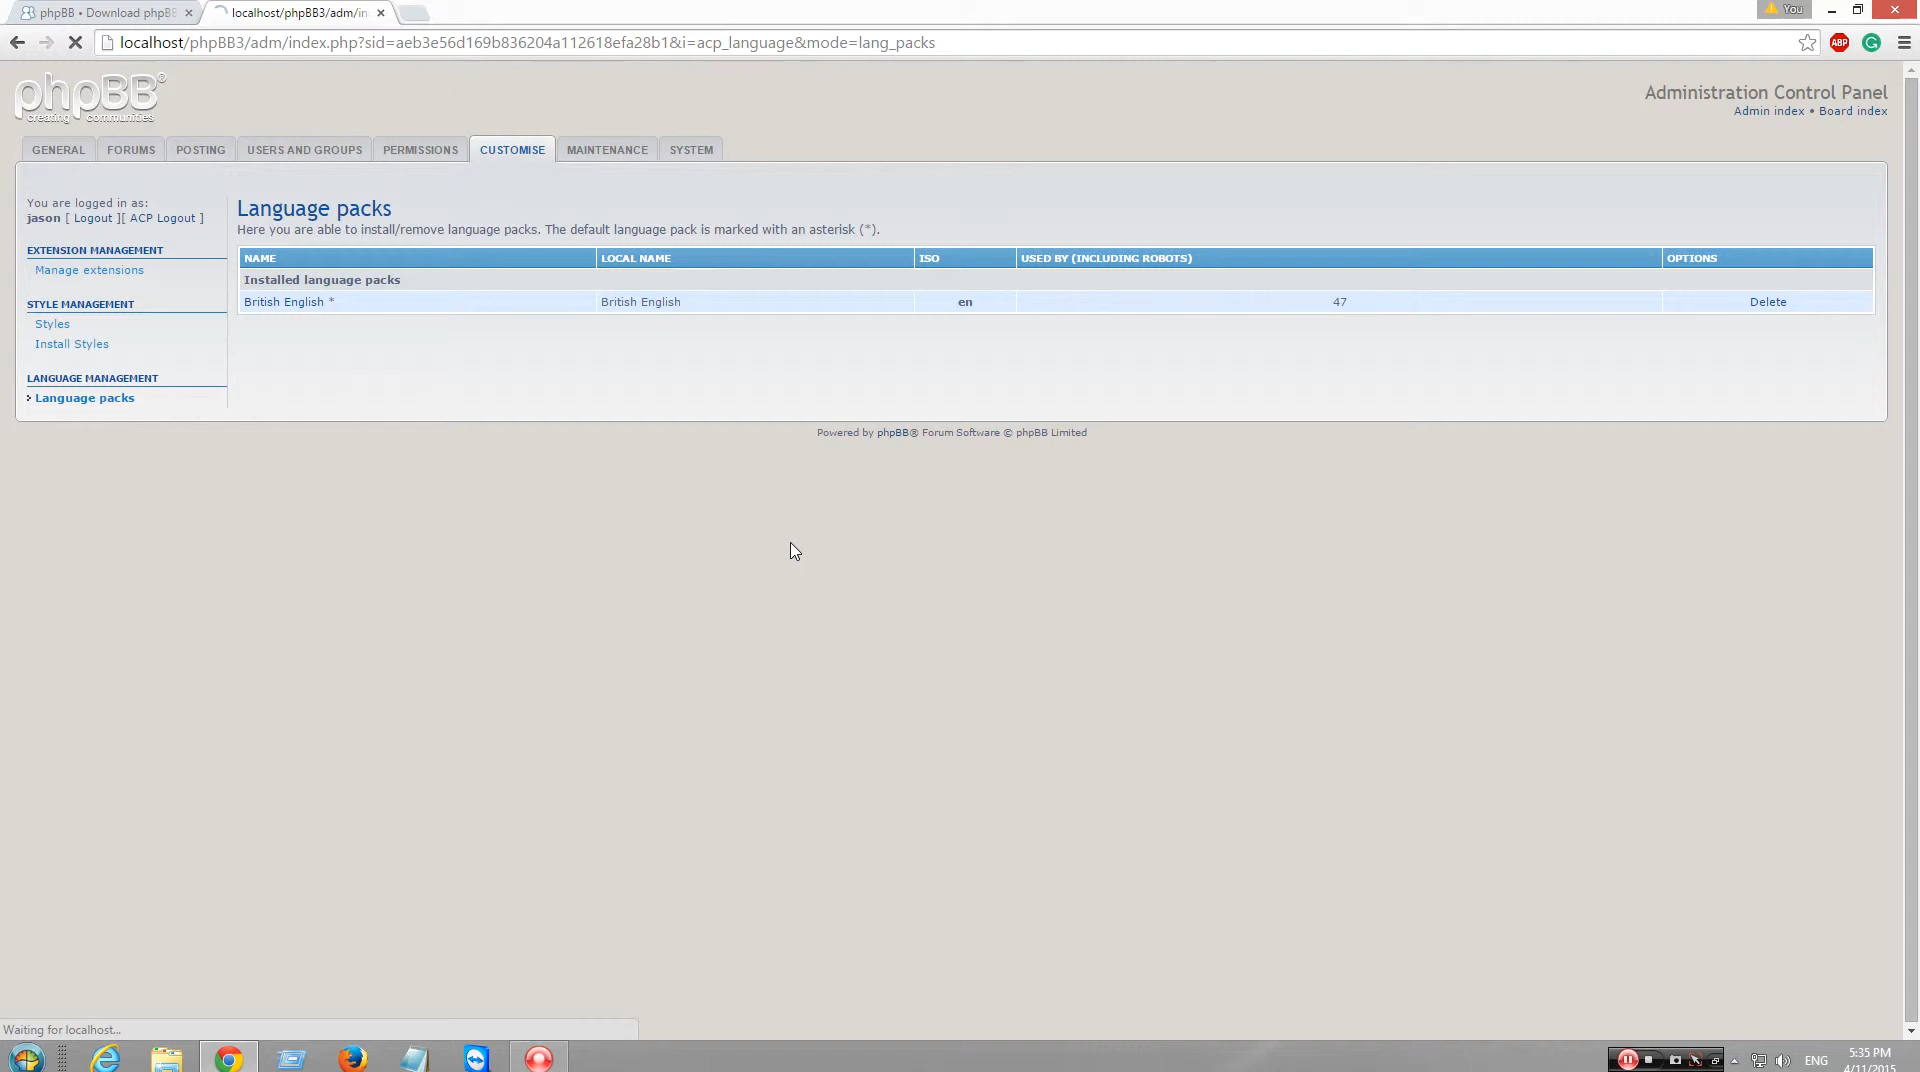 phpBB • Download phpBB
localhost/phpBB3/adm/in
You
localhost/phpBB3/adm/index.php?sid=aeb3e56d169b836204a112618efa28b1&i=acp_language&mode=lang_packs
ABP
phpBB®
creating communities
Administration Control Panel
Admin index • Board index
GENERAL FORUMS POSTING USERS AND GROUPS PERMISSIONS CUSTOMISE MAINTENANCE SYSTEM
You are logged in as:
jason [ Logout ][ ACP Logout ]
EXTENSION MANAGEMENT
Manage extensions
STYLE MANAGEMENT
Styles
Install Styles
LANGUAGE MANAGEMENT
Language packs
Language packs
Here you are able to install/remove language packs. The default language pack is marked with an asterisk (*).
NAME LOCAL NAME ISO USED BY (INCLUDING ROBOTS) OPTIONS
Installed language packs
British English * British English en 47 Delete
Powered by phpBB® Forum Software © phpBB Limited
Waiting for localhost...
ENG
5:35 PM
4/11/2015